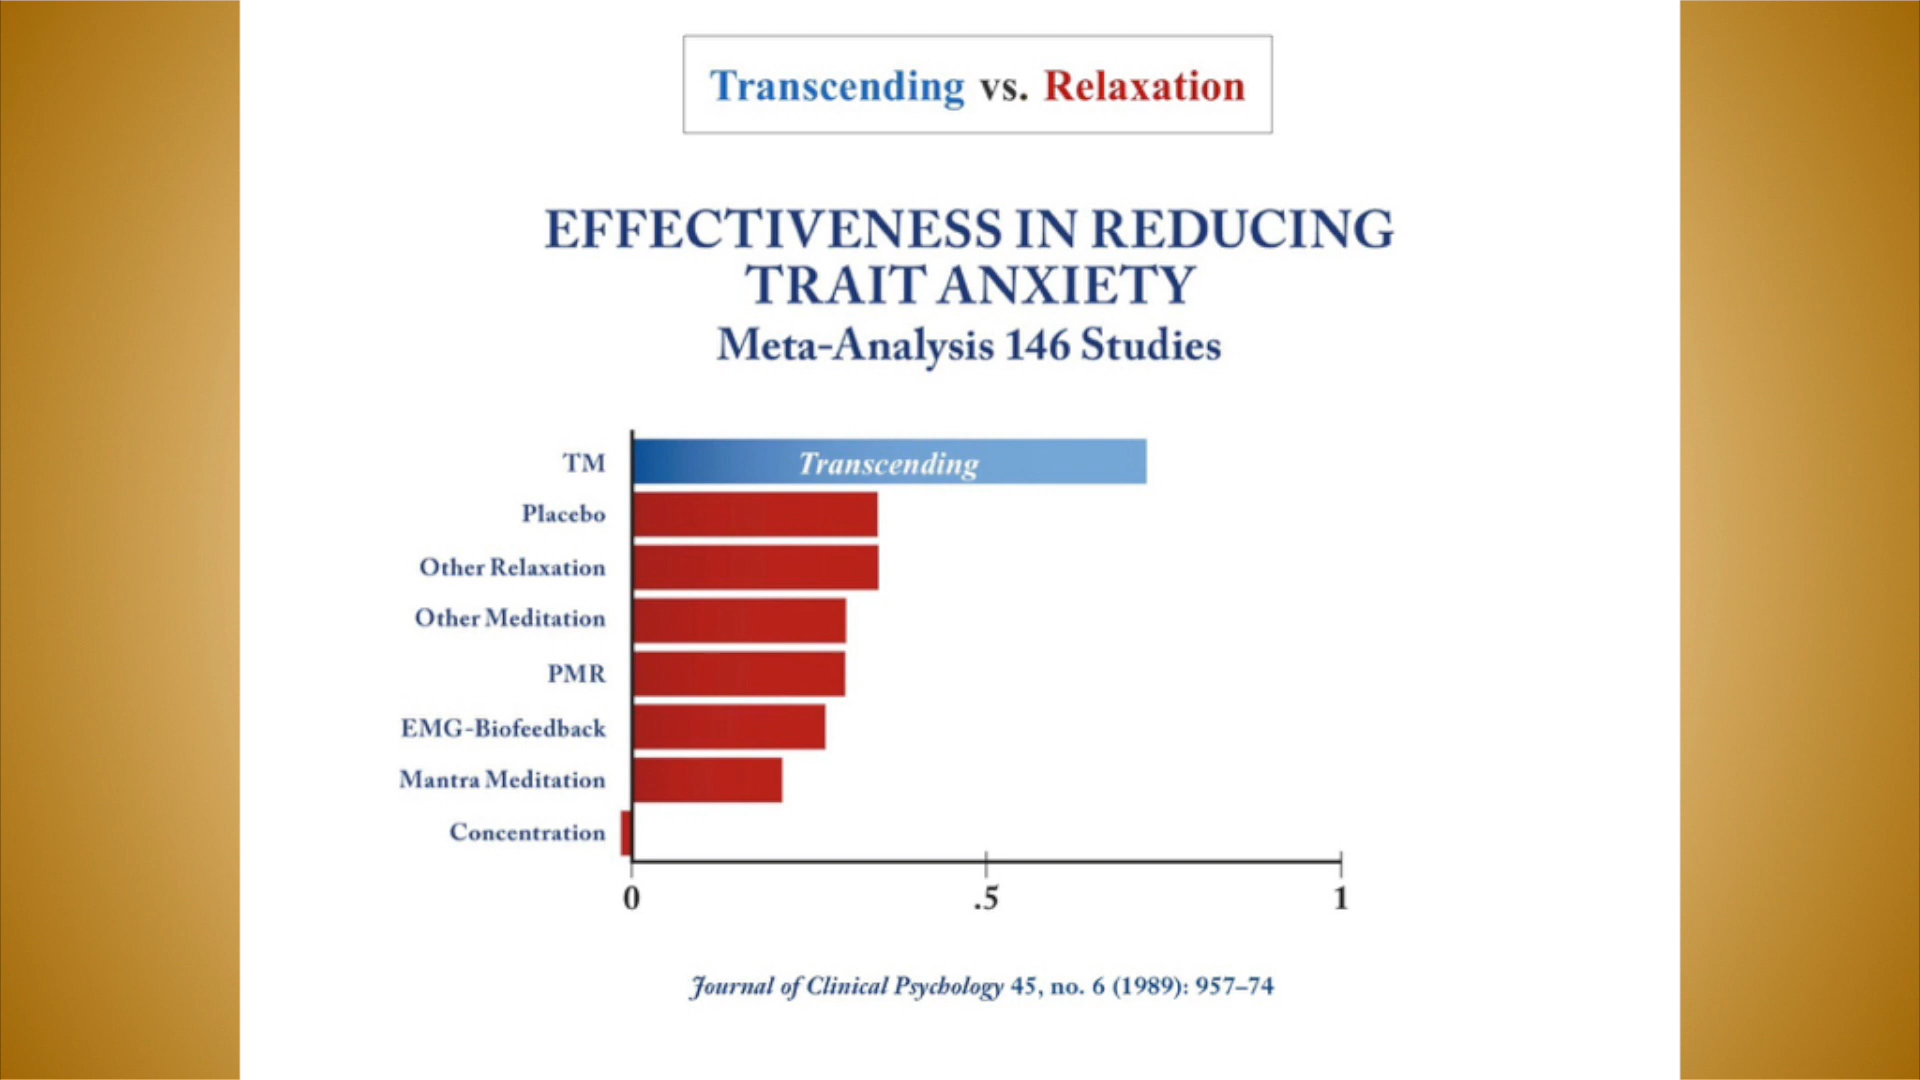 Transcending vs. Relaxation
EFFECTIVENESS IN REDUCING
TRAIT ANXIETY
Meta-Analysis 146 Studies
TM
Transcending
Placebo
Other Relaxation
Other Meditation
PMR
EMG-Biofeedback
Mantra Meditation
Concentration
0 .5 1
Journal of Clinical Psychology 45, no. 6 (1989): 957–74